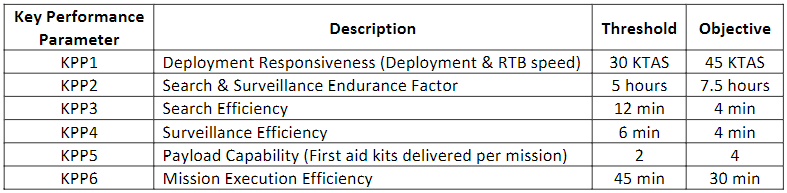 Key Performance Parameter Description Threshold Objective
KPP1 Deployment Responsiveness (Deployment & RTB speed) 30 KTAS 45 KTAS
KPP2 Search & Surveillance Endurance Factor 5 hours 7.5 hours
KPP3 Search Efficiency 12 min 4 min
KPP4 Surveillance Efficiency 6 min 4 min
KPP5 Payload Capability (First aid kits delivered per mission) 2 4
KPP6 Mission Execution Efficiency 45 min 30 min